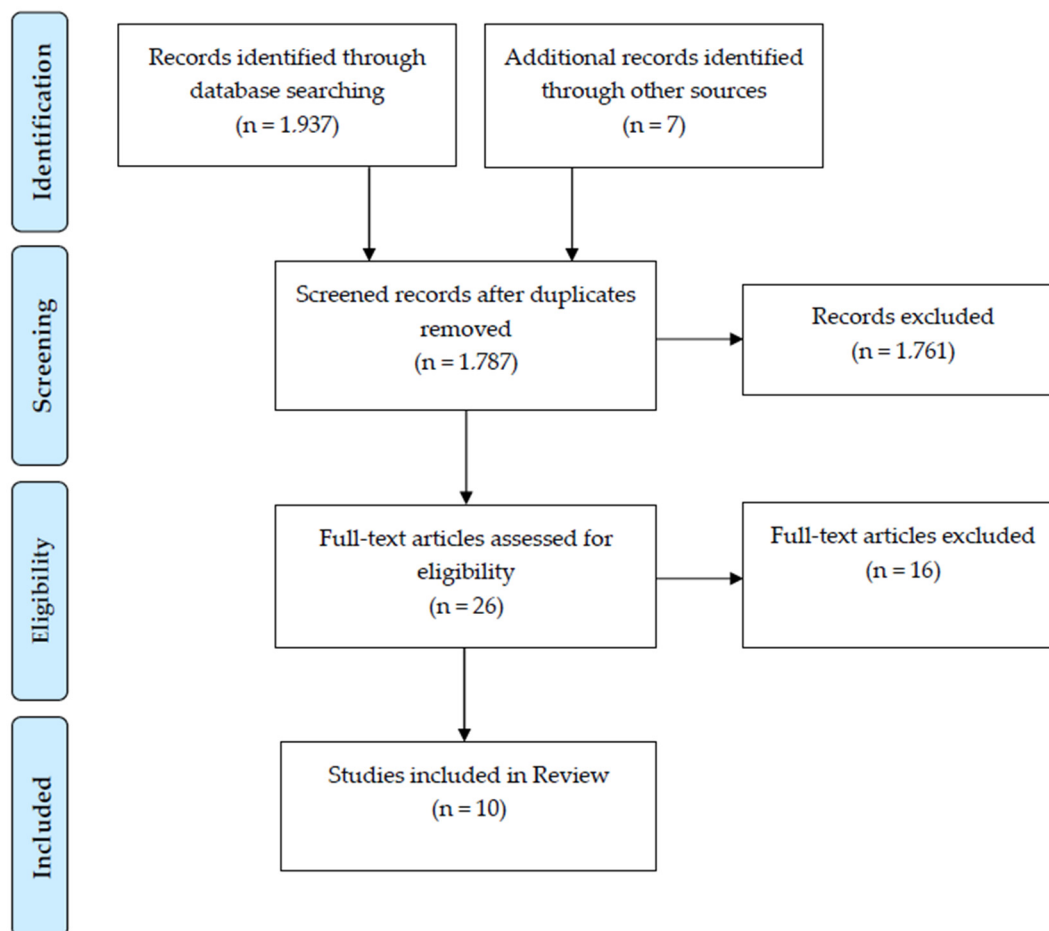 Identification
Records identified through
database searching
(n = 1.937)
Additional records identified
through other sources
(n = 7)
Screening
Screened records after duplicates
removed
(n = 1.787)
Records excluded
(n = 1.761)
Eligibility
Full-text articles assessed for
eligibility
(n = 26)
Full-text articles excluded
(n = 16)
Included
Studies included in Review
(n = 10)